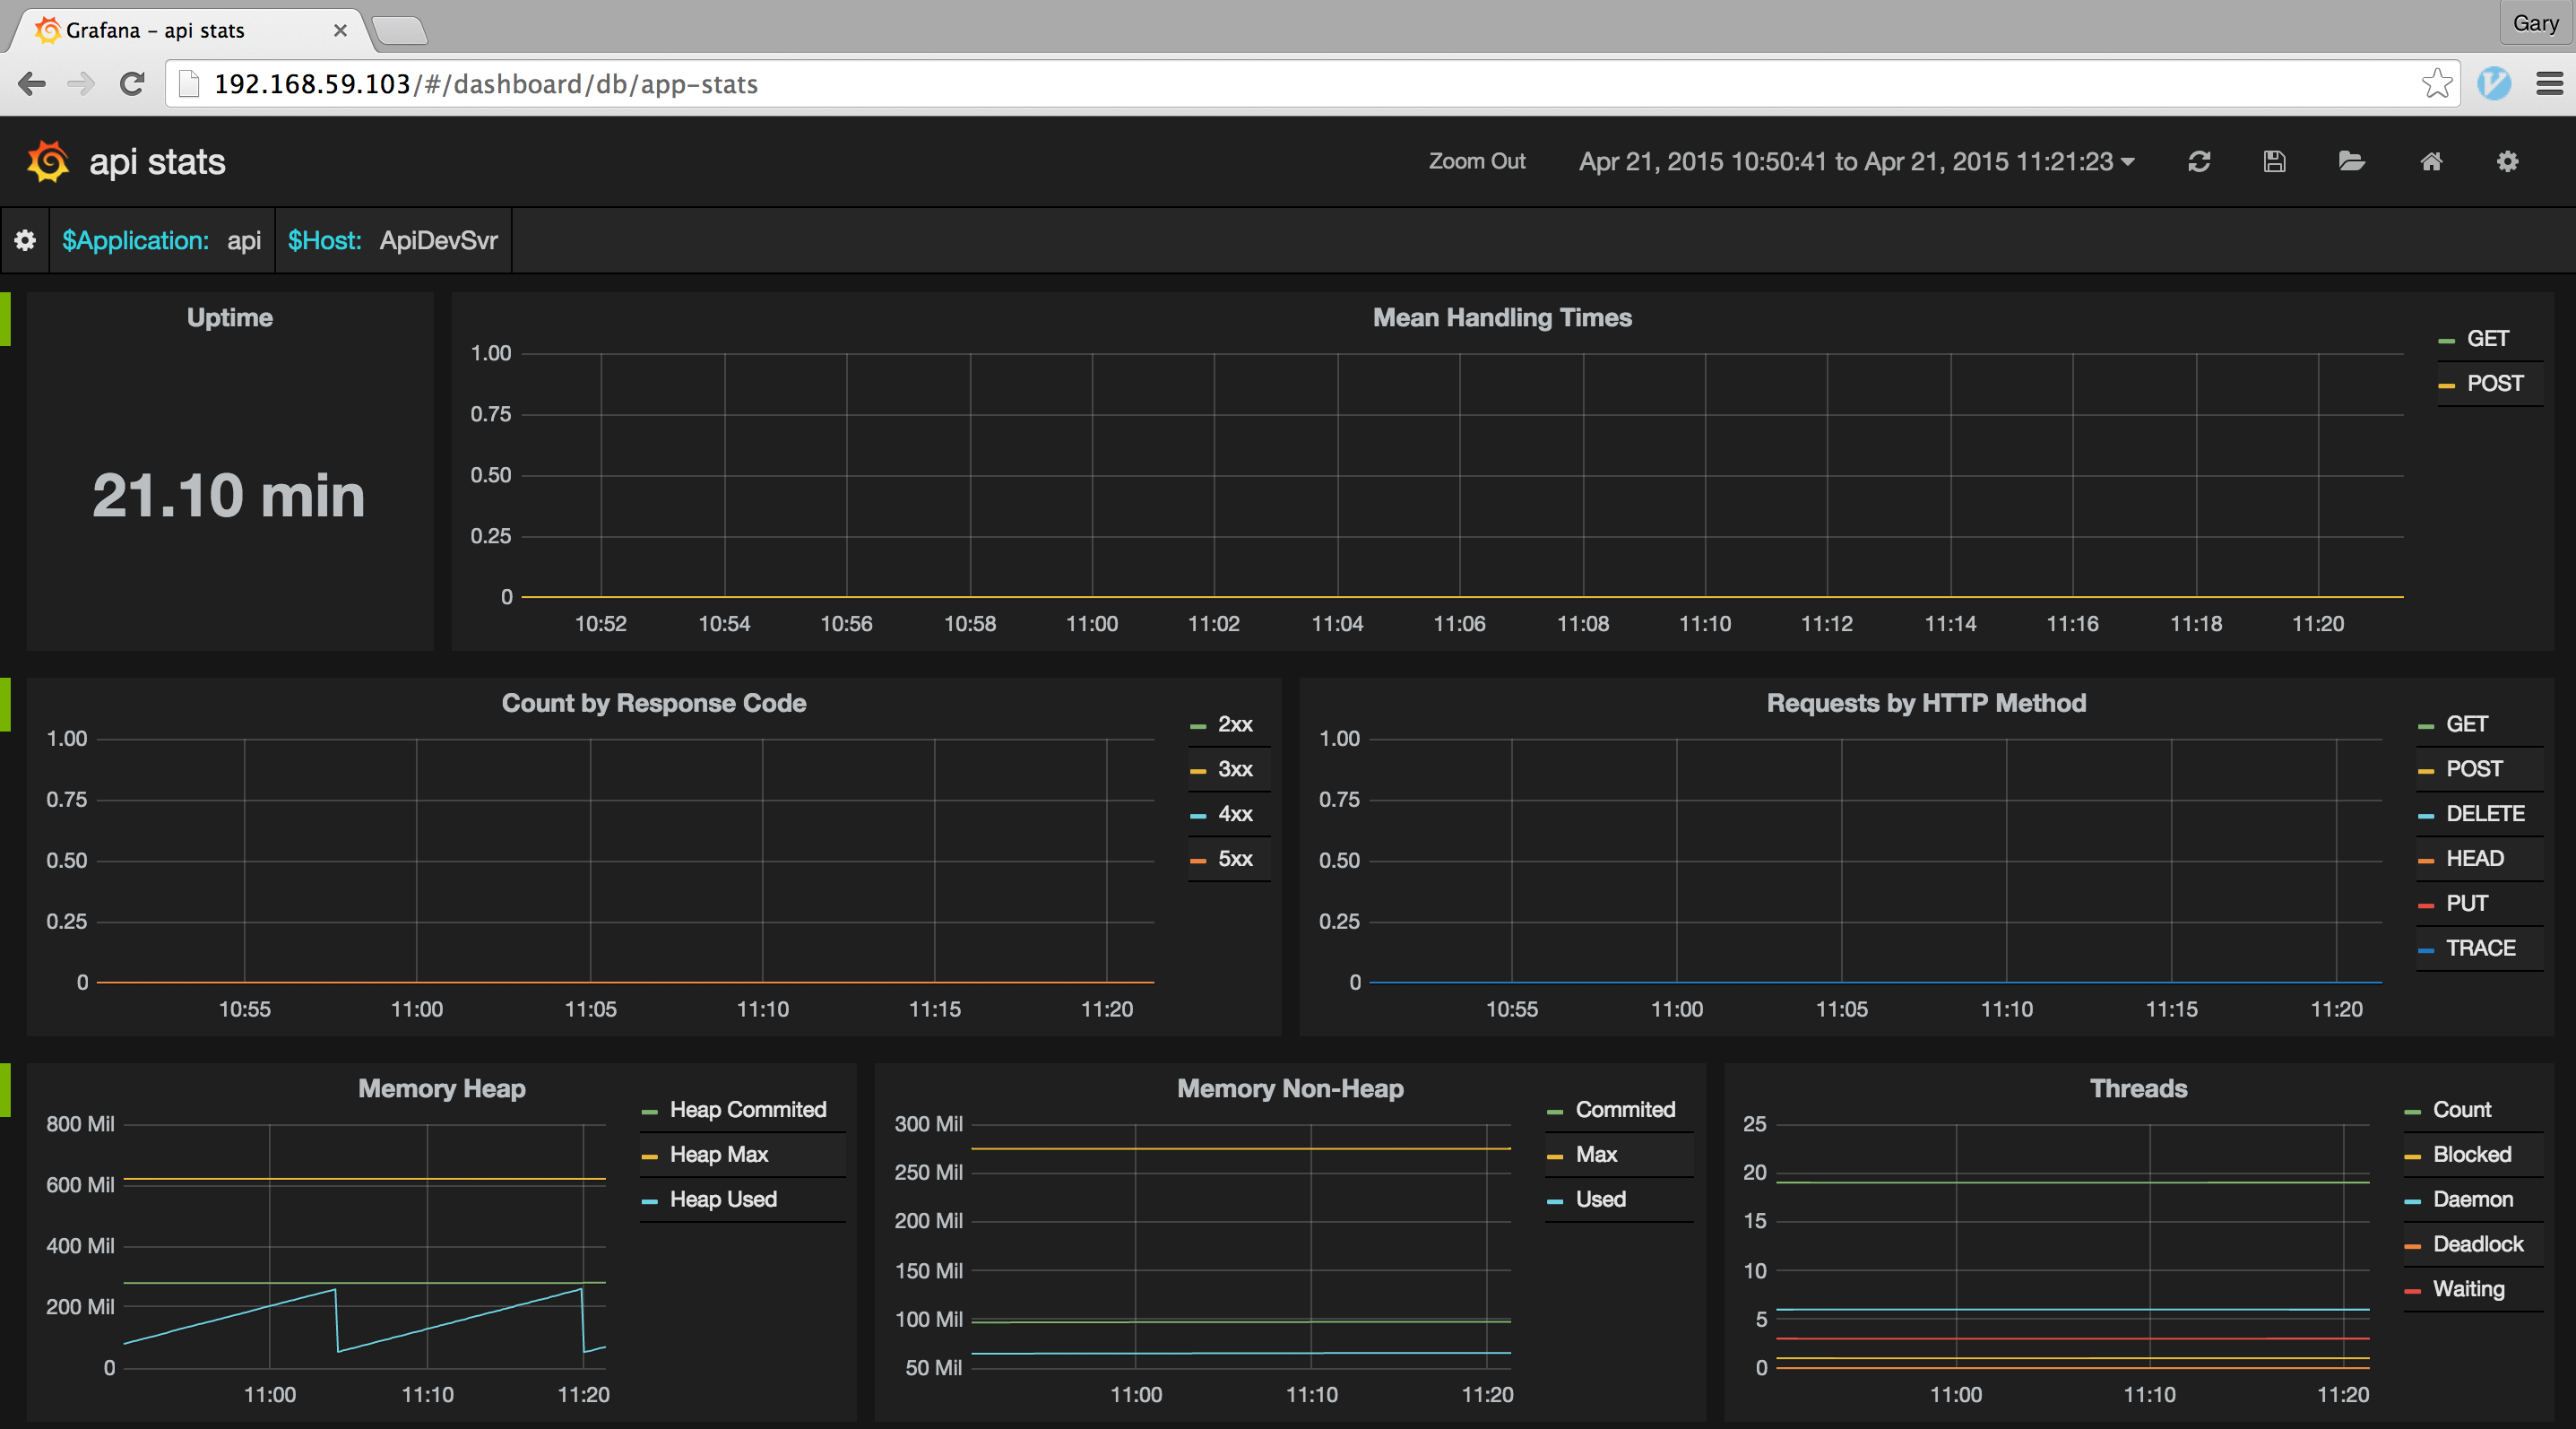 Grafana - api stats
Gary
192.168.59.103/#/dashboard/db/app-stats
api stats
Zoom Out
Apr 21, 2015 10:50:41 to Apr 21, 2015 11:21:23
$Application: api
$Host: ApiDevSvr
Uptime
21.10 min
Mean Handling Times
1.00
0.75
0.50
0.25
0
10:52 10:54 10:56 10:58 11:00 11:02 11:04 11:06 11:08 11:10 11:12 11:14 11:16 11:18 11:20
GET
POST
Count by Response Code
1.00
0.75
0.50
0.25
0
10:55 11:00 11:05 11:10 11:15 11:20
2xx
3xx
4xx
5xx
Requests by HTTP Method
1.00
0.75
0.50
0.25
0
10:55 11:00 11:05 11:10 11:15 11:20
GET
POST
DELETE
HEAD
PUT
TRACE
Memory Heap
800 Mil
600 Mil
400 Mil
200 Mil
0
11:00 11:10 11:20
Heap Commited
Heap Max
Heap Used
Memory Non-Heap
300 Mil
250 Mil
200 Mil
150 Mil
100 Mil
50 Mil
11:00 11:10 11:20
Commited
Max
Used
Threads
25
20
15
10
5
0
11:00 11:10 11:20
Count
Blocked
Daemon
Deadlock
Waiting